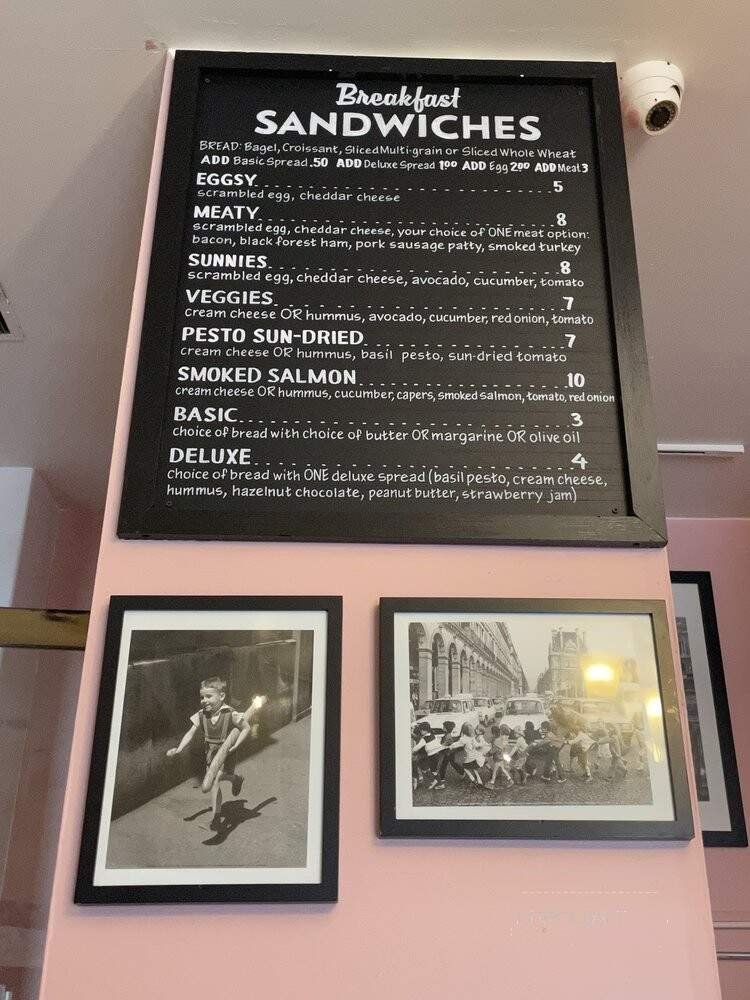 Breakfast
SANDWICHES
BREAD: Bagel, Croissant, Sliced Multi-grain or Sliced Whole Wheat
ADD Basic Spread .50 ADD Deluxe Spread 1.00 ADD Egg 2.00 ADD Meat 3
EGGSY 5
scrambled egg, cheddar cheese
MEATY 8
scrambled egg, cheddar cheese, your choice of ONE meat option:
bacon, black forest ham, pork sausage patty, smoked turkey
SUNNIES 8
scrambled egg, cheddar cheese, avocado, cucumber, tomato
VEGGIES 7
cream cheese OR hummus, avocado, cucumber, red onion, tomato
PESTO SUN-DRIED 7
cream cheese OR hummus, basil pesto, sun-dried tomato
SMOKED SALMON 10
cream cheese OR hummus, cucumber, capers, smoked salmon, tomato, red onion
BASIC 3
choice of bread with choice of butter OR margarine OR olive oil
DELUXE 4
choice of bread with ONE deluxe spread (basil pesto, cream cheese,
hummus, hazelnut chocolate, peanut butter, strawberry jam)